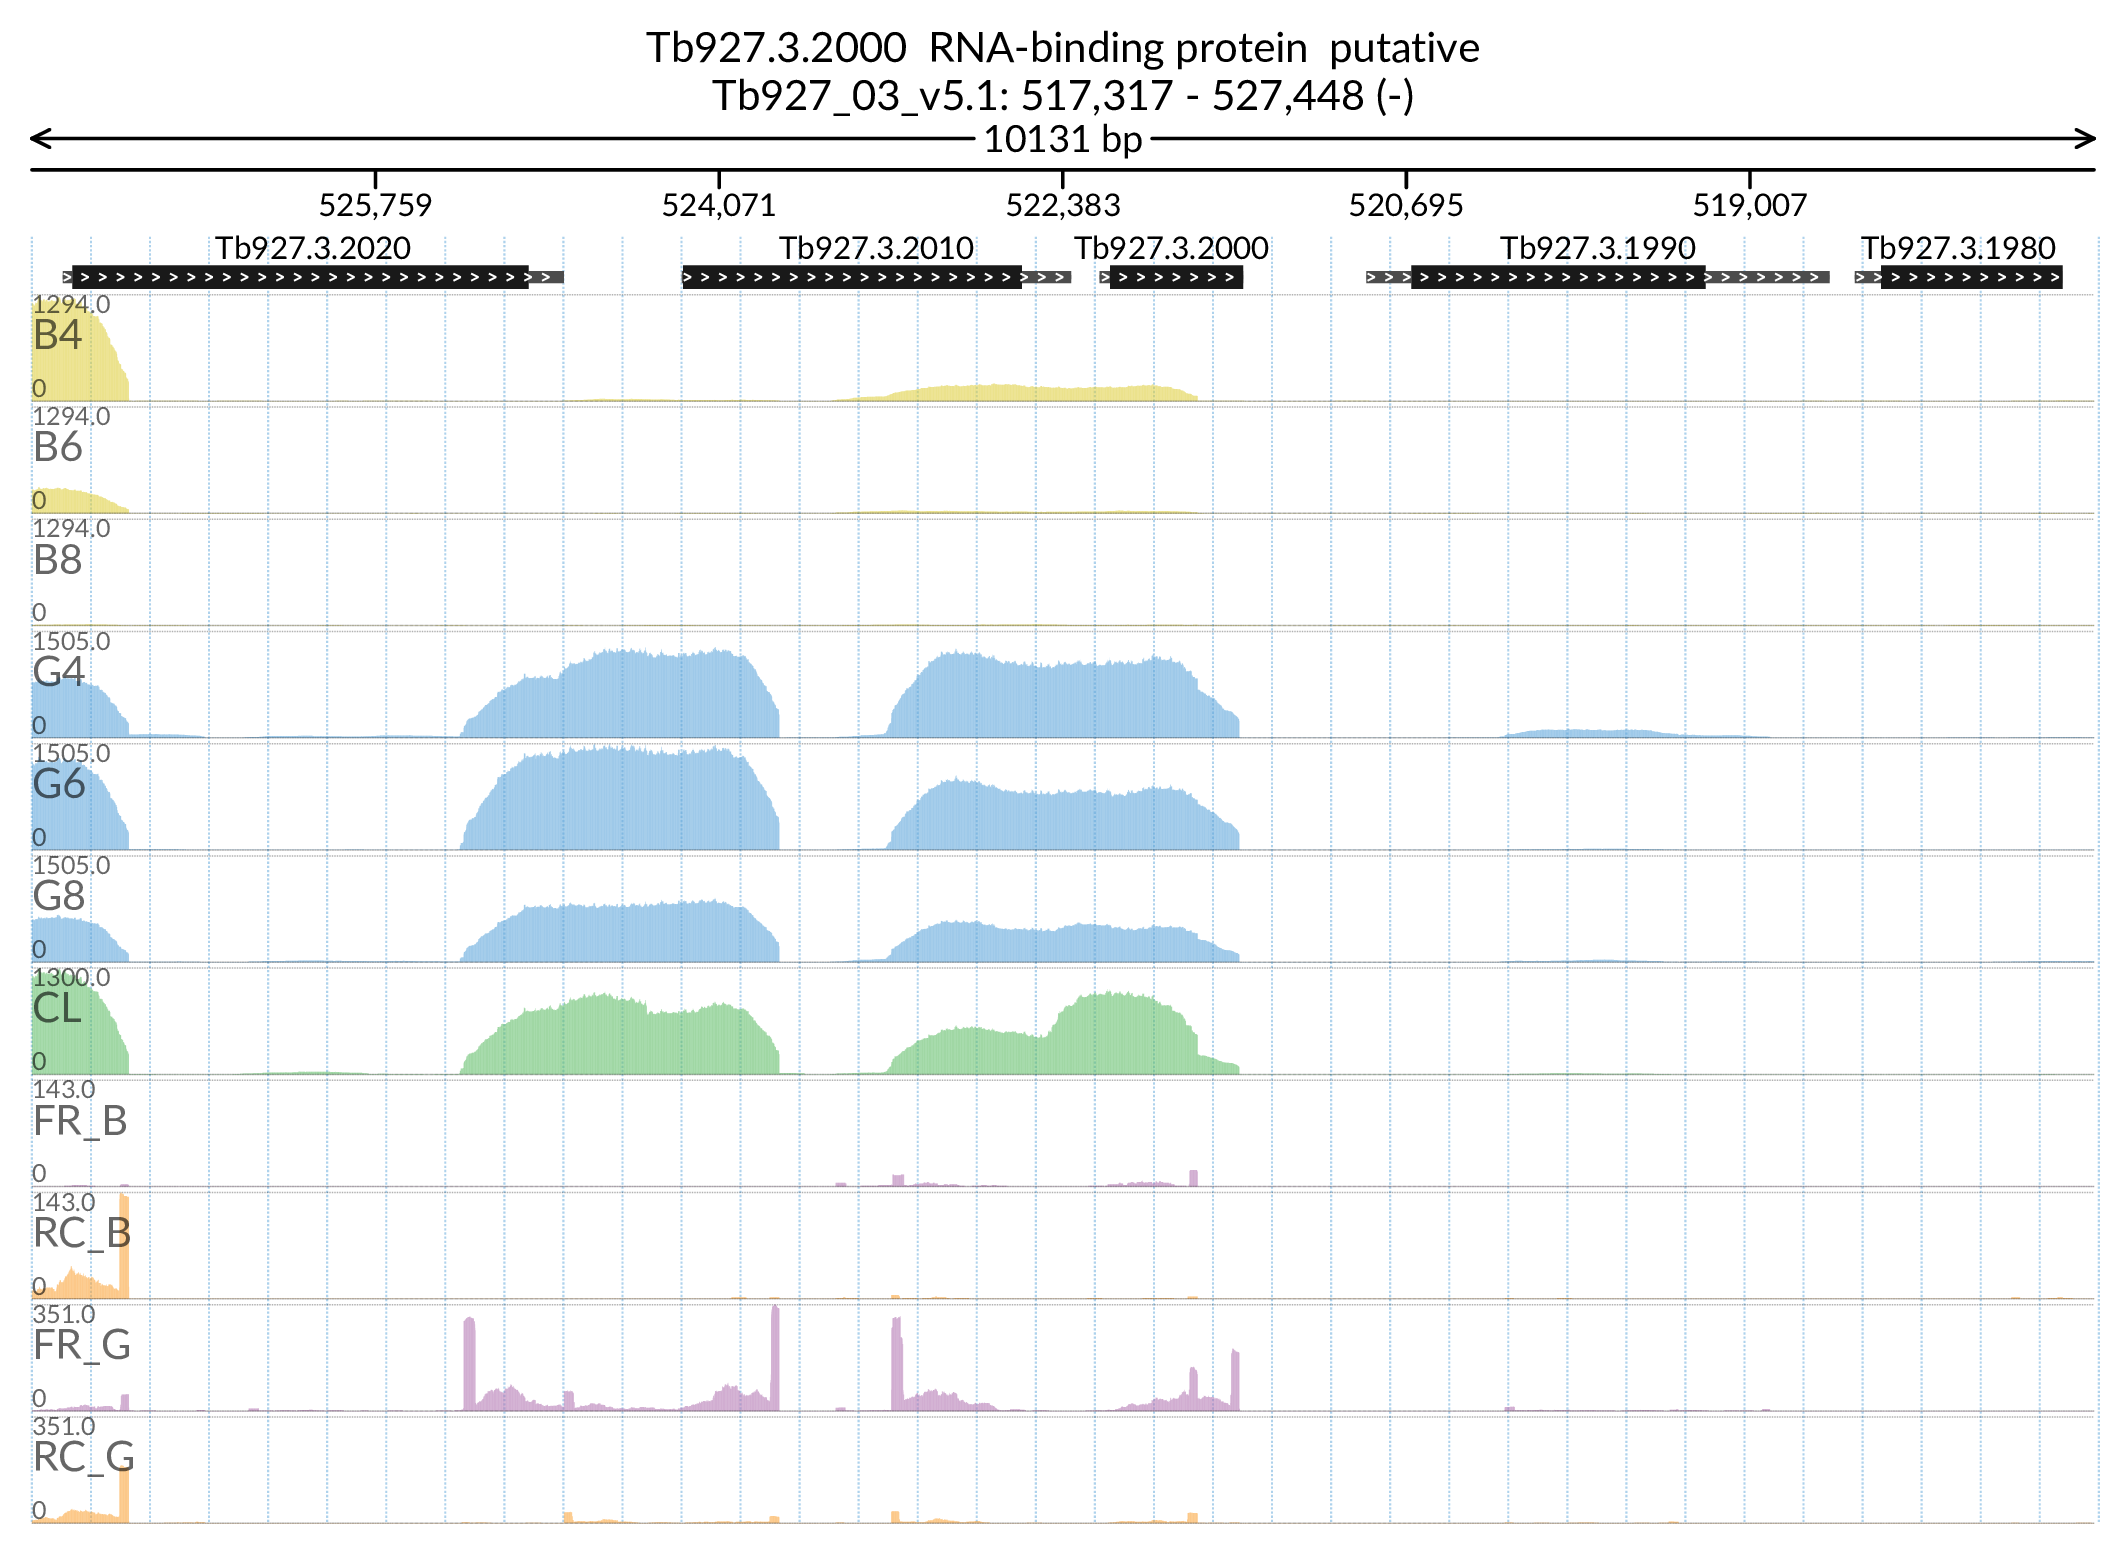 Tb927.3.2000 RNA-binding protein putative
Tb927_03_v5.1: 517,317 - 527,448 (-)
10131 bp
525,759 524,071 522,383 520,695 519,007
Tb927.3.2020 Tb927.3.2010 Tb927.3.2000 Tb927.3.1990 Tb927.3.1980
1294.0
B4
0
1294.0
B6
0
1294.0
B8
0
1505.0
G4
0
1505.0
G6
0
1505.0
G8
0
1300.0
CL
0
143.0
FR_B
0
143.0
RC_B
0
351.0
FR_G
0
351.0
RC_G
0